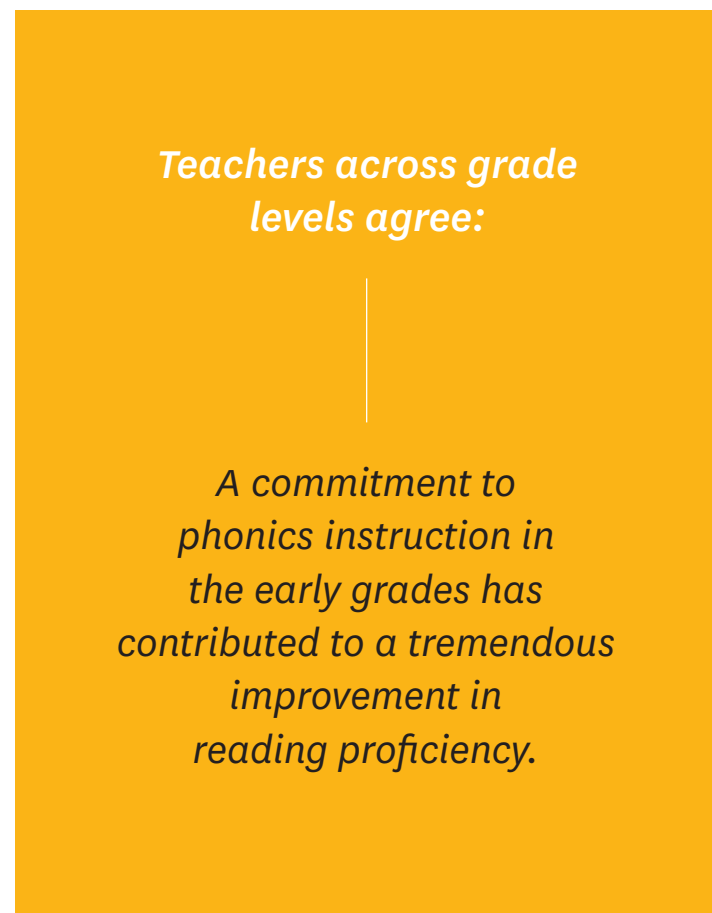 Teachers across grade
levels agree:
A commitment to
phonics instruction in
the early grades has
contributed to a tremendous
improvement in
reading proficiency.